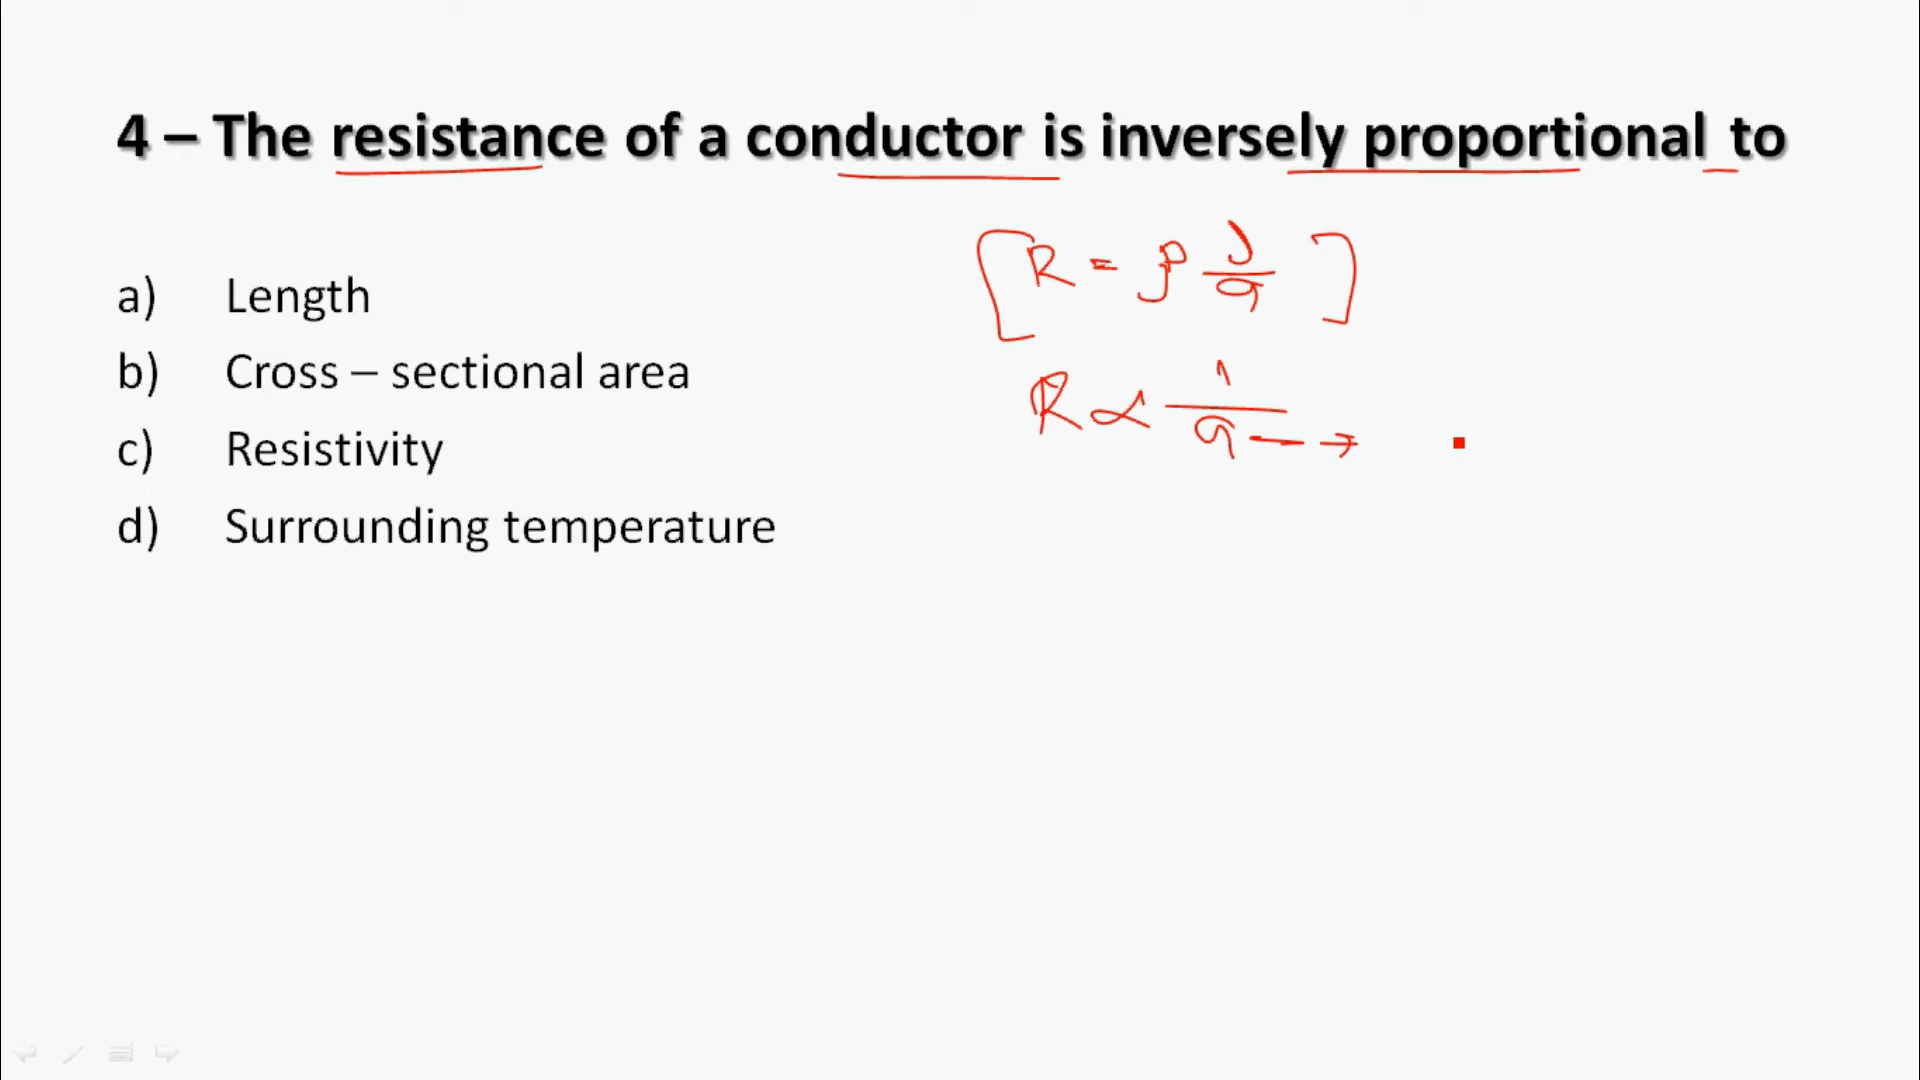 4 – The resistance of a conductor is inversely proportional to
[R = ρ l/a]
a) Length
b) Cross – sectional area
R ∝ 1/a →
c) Resistivity
d) Surrounding temperature